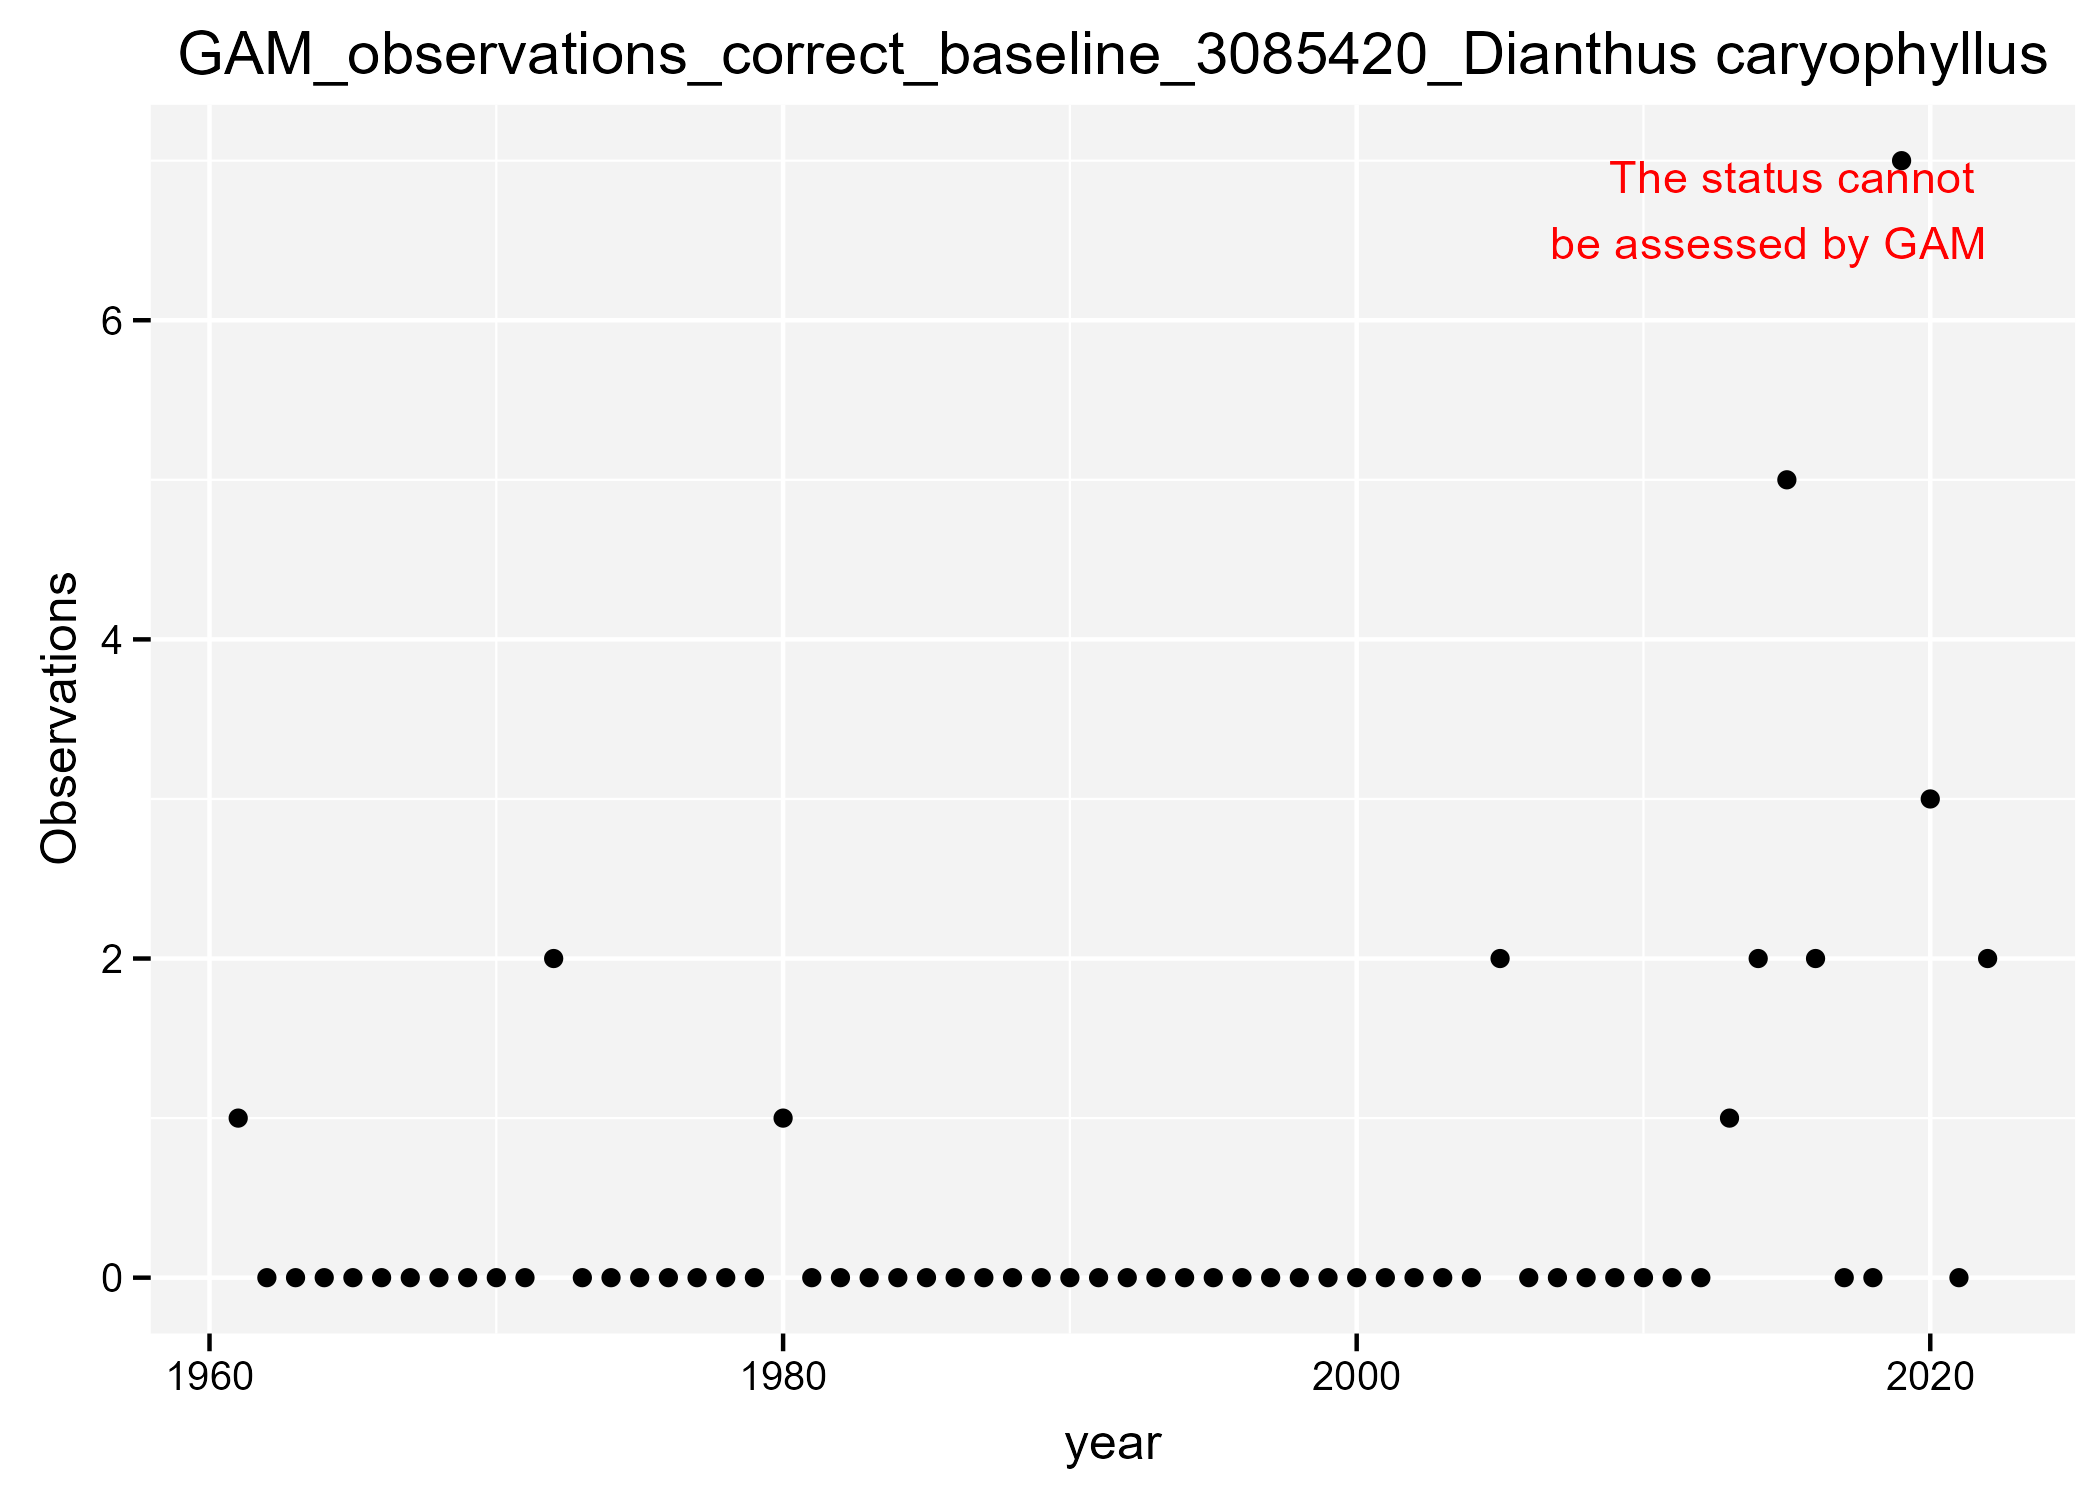 GAM_observations_correct_baseline_3085420_Dianthus caryophyllus
The status cannot
be assessed by GAM
6
4
2
0
Observations
1960 1980 2000 2020
year